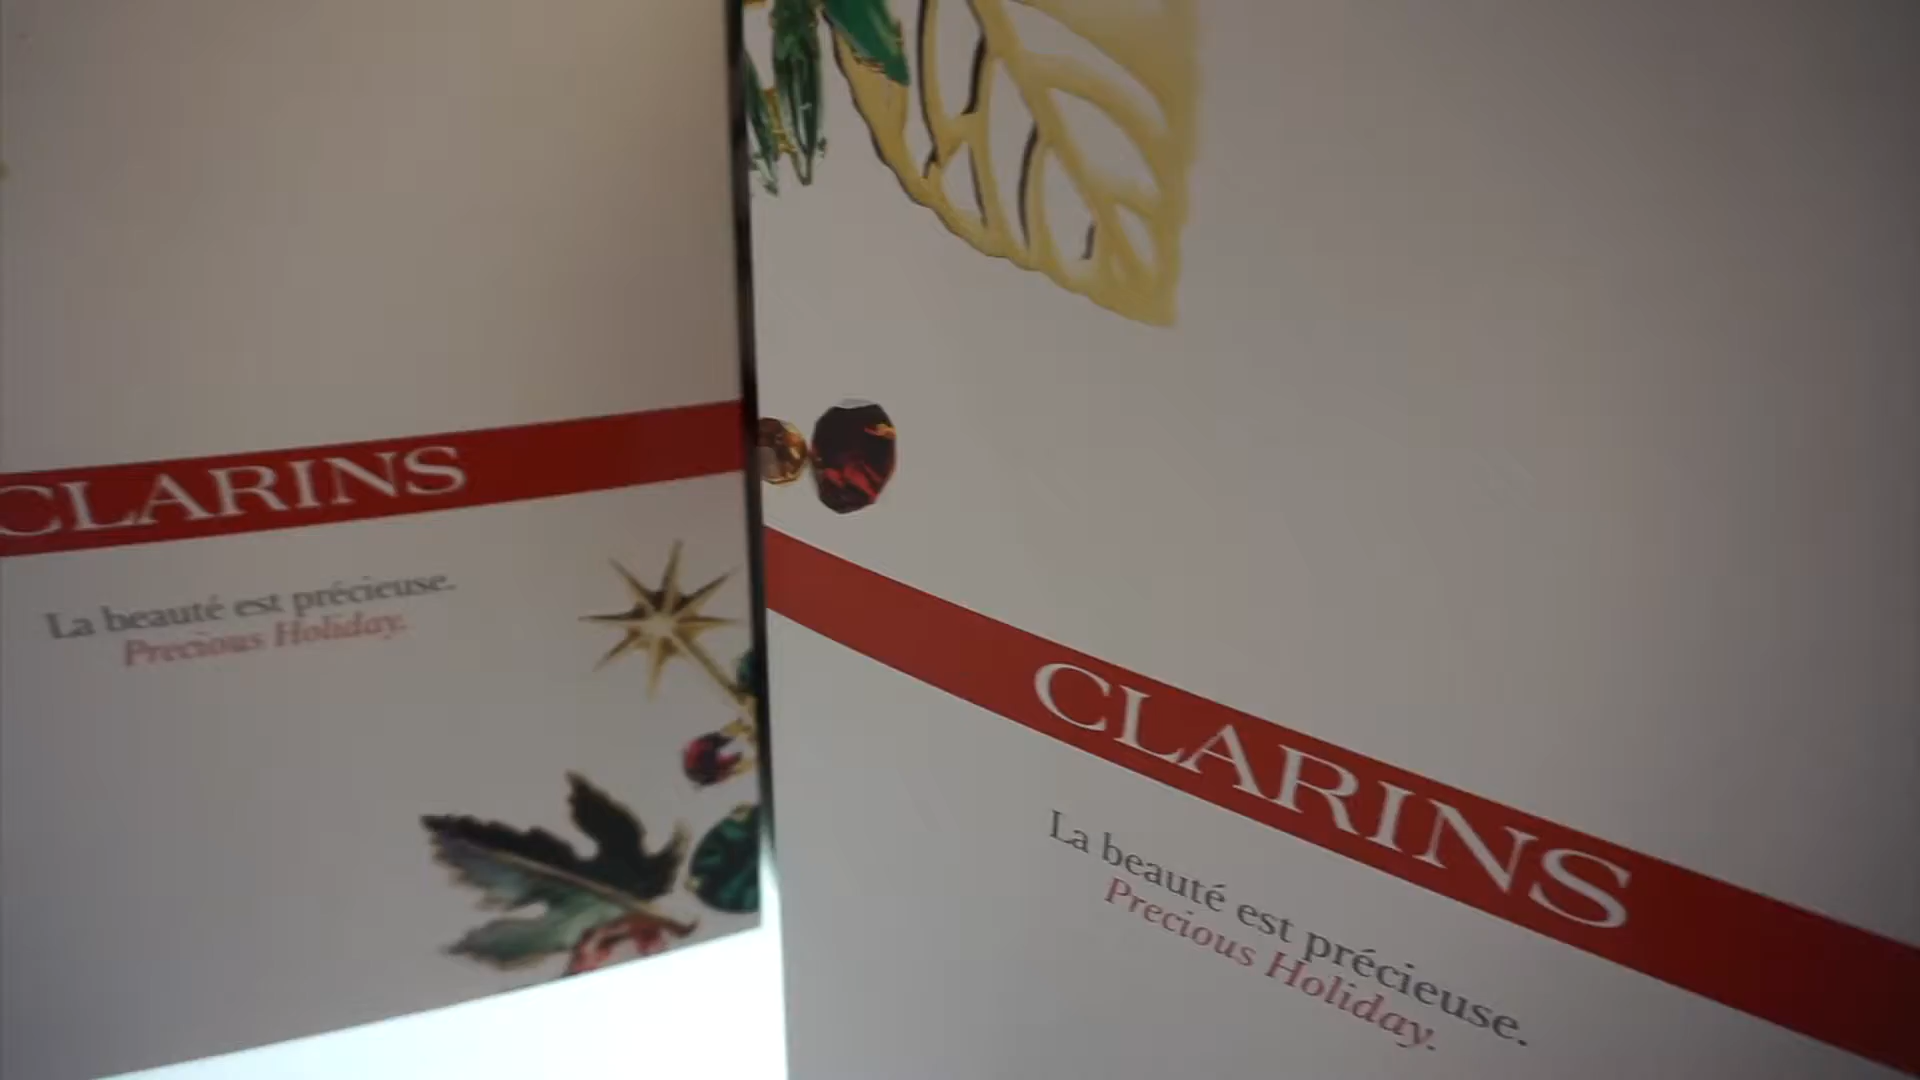 CLARINS
La beauté est précieuse.
Precious Holiday.
CLARINS
La beauté est précieuse.
Precious Holiday.